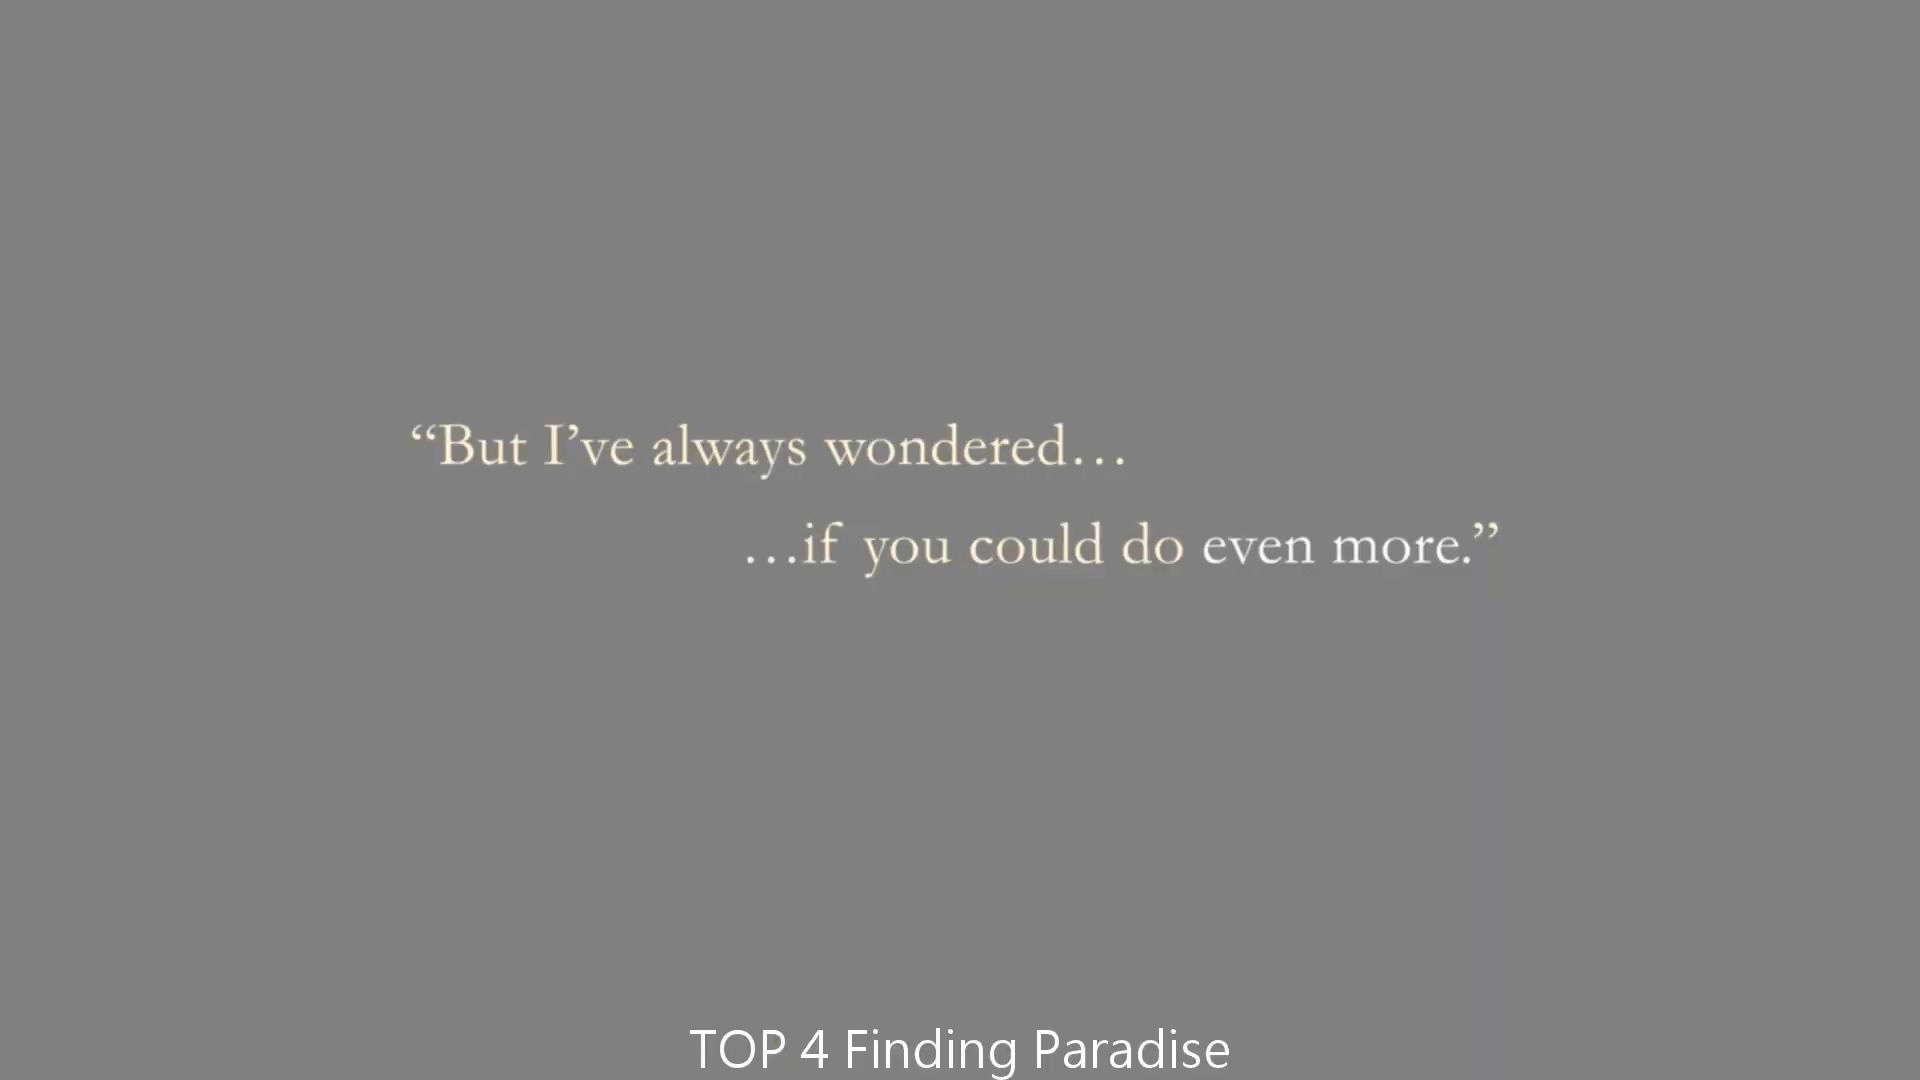 “But I’ve always wondered…
…if you could do even more.”
TOP 4 Finding Paradise